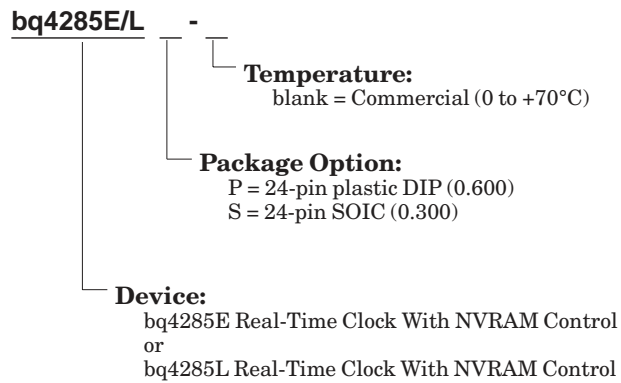 bq4285E/L _ - _
Temperature:
blank = Commercial (0 to +70°C)
Package Option:
P = 24-pin plastic DIP (0.600)
S = 24-pin SOIC (0.300)
Device:
bq4285E Real-Time Clock With NVRAM Control
or
bq4285L Real-Time Clock With NVRAM Control